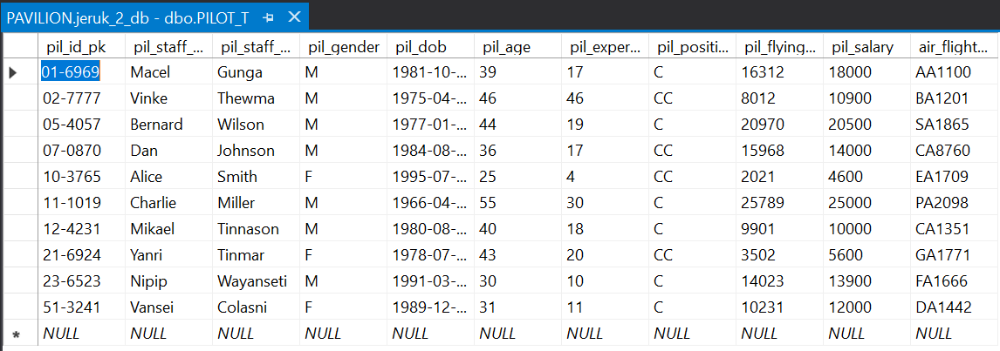 PAVILION.jeruk_2_db - dbo.PILOT_T
pil_id_pk pil_staff_... pil_staff_... pil_gender pil_dob pil_age pil_exper... pil_positi... pil_flying... pil_salary air_flight...
01-6969 Macel Gunga M 1981-10-... 39 17 C 16312 18000 AA1100
02-7777 Vinke Thewma M 1975-04-... 46 46 CC 8012 10900 BA1201
05-4057 Bernard Wilson M 1977-01-... 44 19 C 20970 20500 SA1865
07-0870 Dan Johnson M 1984-08-... 36 17 CC 15968 14000 CA8760
10-3765 Alice Smith F 1995-07-... 25 4 CC 2021 4600 EA1709
11-1019 Charlie Miller M 1966-04-... 55 30 C 25789 25000 PA2098
12-4231 Mikael Tinnason M 1980-08-... 40 18 C 9901 10000 CA1351
21-6924 Yanri Tinmar F 1978-07-... 43 20 CC 3502 5600 GA1771
23-6523 Nipip Wayanseti M 1991-03-... 30 10 C 14023 13900 FA1666
51-3241 Vansei Colasni F 1989-12-... 31 11 C 10231 12000 DA1442
NULL NULL NULL NULL NULL NULL NULL NULL NULL NULL NULL